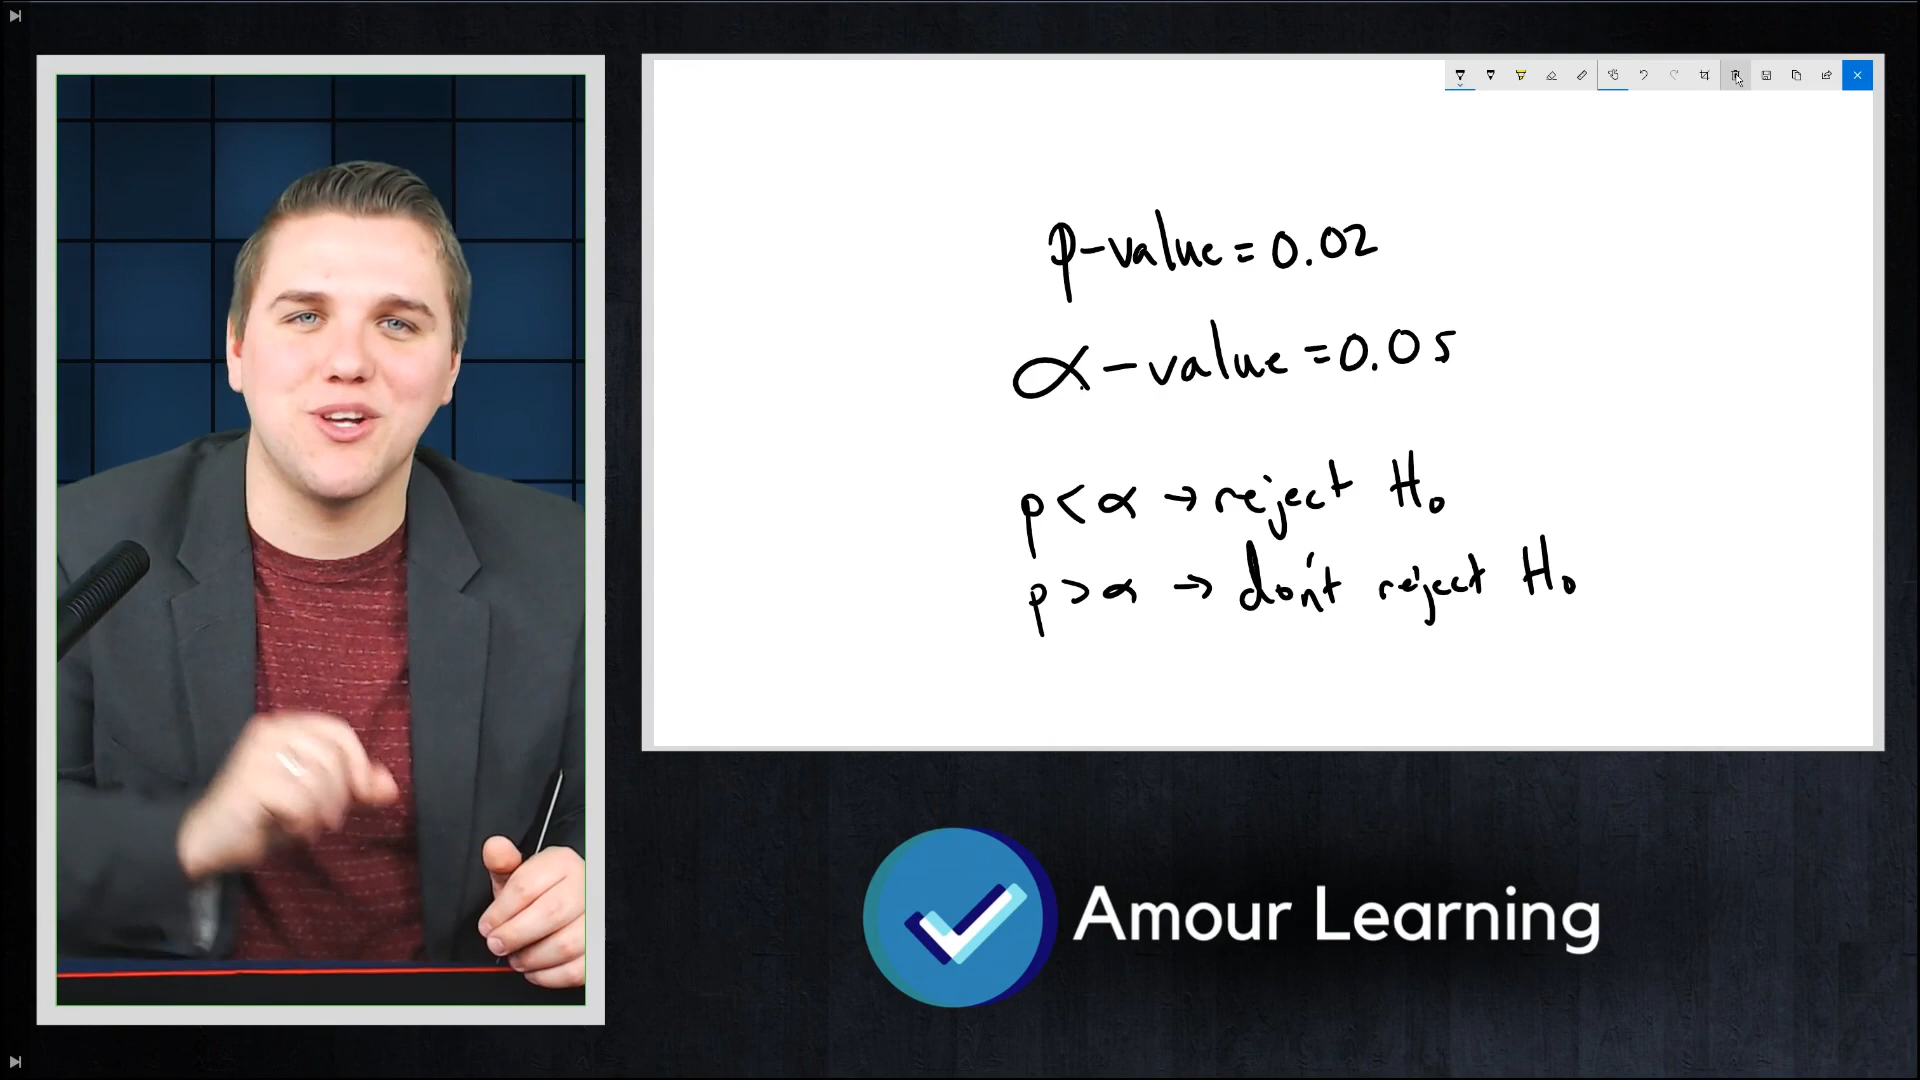 p-value = 0.02
α-value = 0.05
p < α → reject H₀
p > α → don't reject H₀
Amour Learning